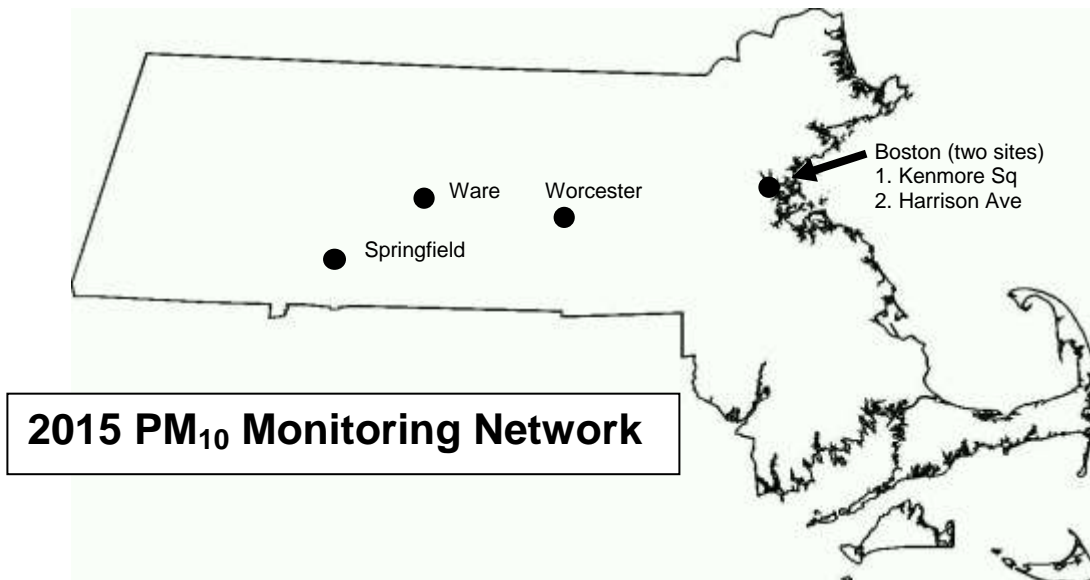 Boston (two sites)
1. Kenmore Sq
2. Harrison Ave
Ware
Worcester
Springfield
2015 PM₁₀ Monitoring Network